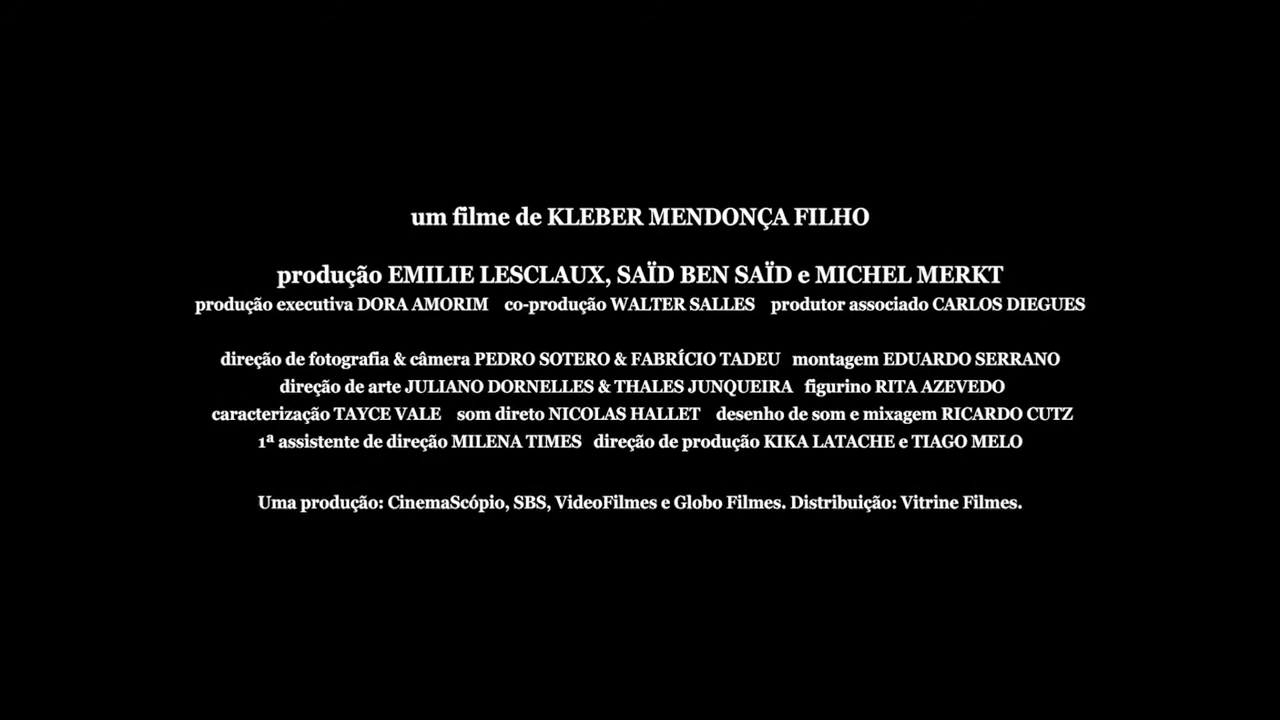 um filme de KLEBER MENDONÇA FILHO
produção EMILIE LESCLAUX, SAÏD BEN SAÏD e MICHEL MERKT
produção executiva DORA AMORIM co-produção WALTER SALLES produtor associado CARLOS DIEGUES
direção de fotografia & câmera PEDRO SOTERO & FABRÍCIO TADEU montagem EDUARDO SERRANO
direção de arte JULIANO DORNELLES & THALES JUNQUEIRA figurino RITA AZEVEDO
caracterização TAYCE VALE som direto NICOLAS HALLET desenho de som e mixagem RICARDO CUTZ
1ª assistente de direção MILENA TIMES direção de produção KIKA LATACHE e TIAGO MELO
Uma produção: CinemaScópio, SBS, VideoFilmes e Globo Filmes. Distribuição: Vitrine Filmes.